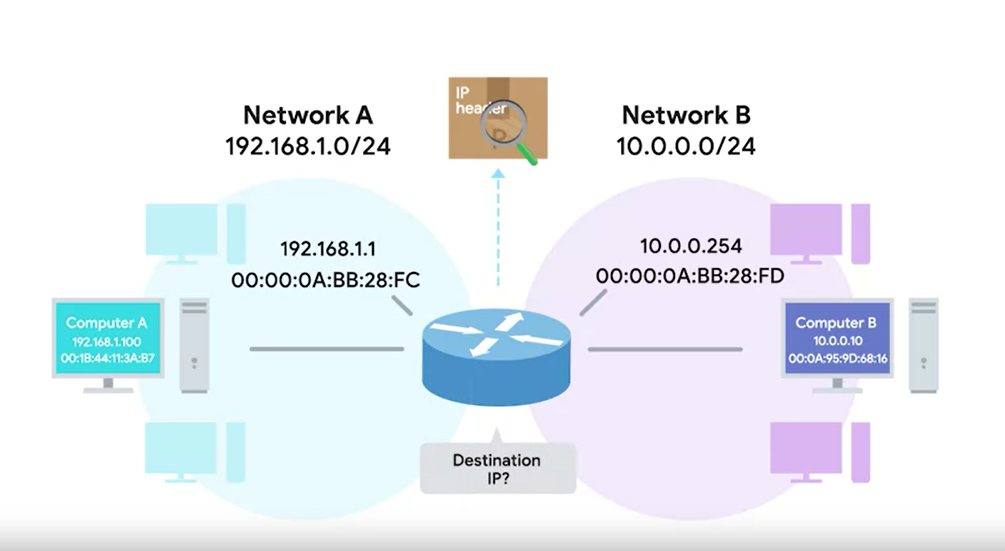 Network A
192.168.1.0/24
IP
header
Network B
10.0.0.0/24
192.168.1.1
00:00:0A:BB:28:FC
10.0.0.254
00:00:0A:BB:28:FD
Computer A
192.168.1.100
00:1B:44:11:3A:B7
Computer B
10.0.0.10
00:0A:95:9D:68:16
Destination
IP?